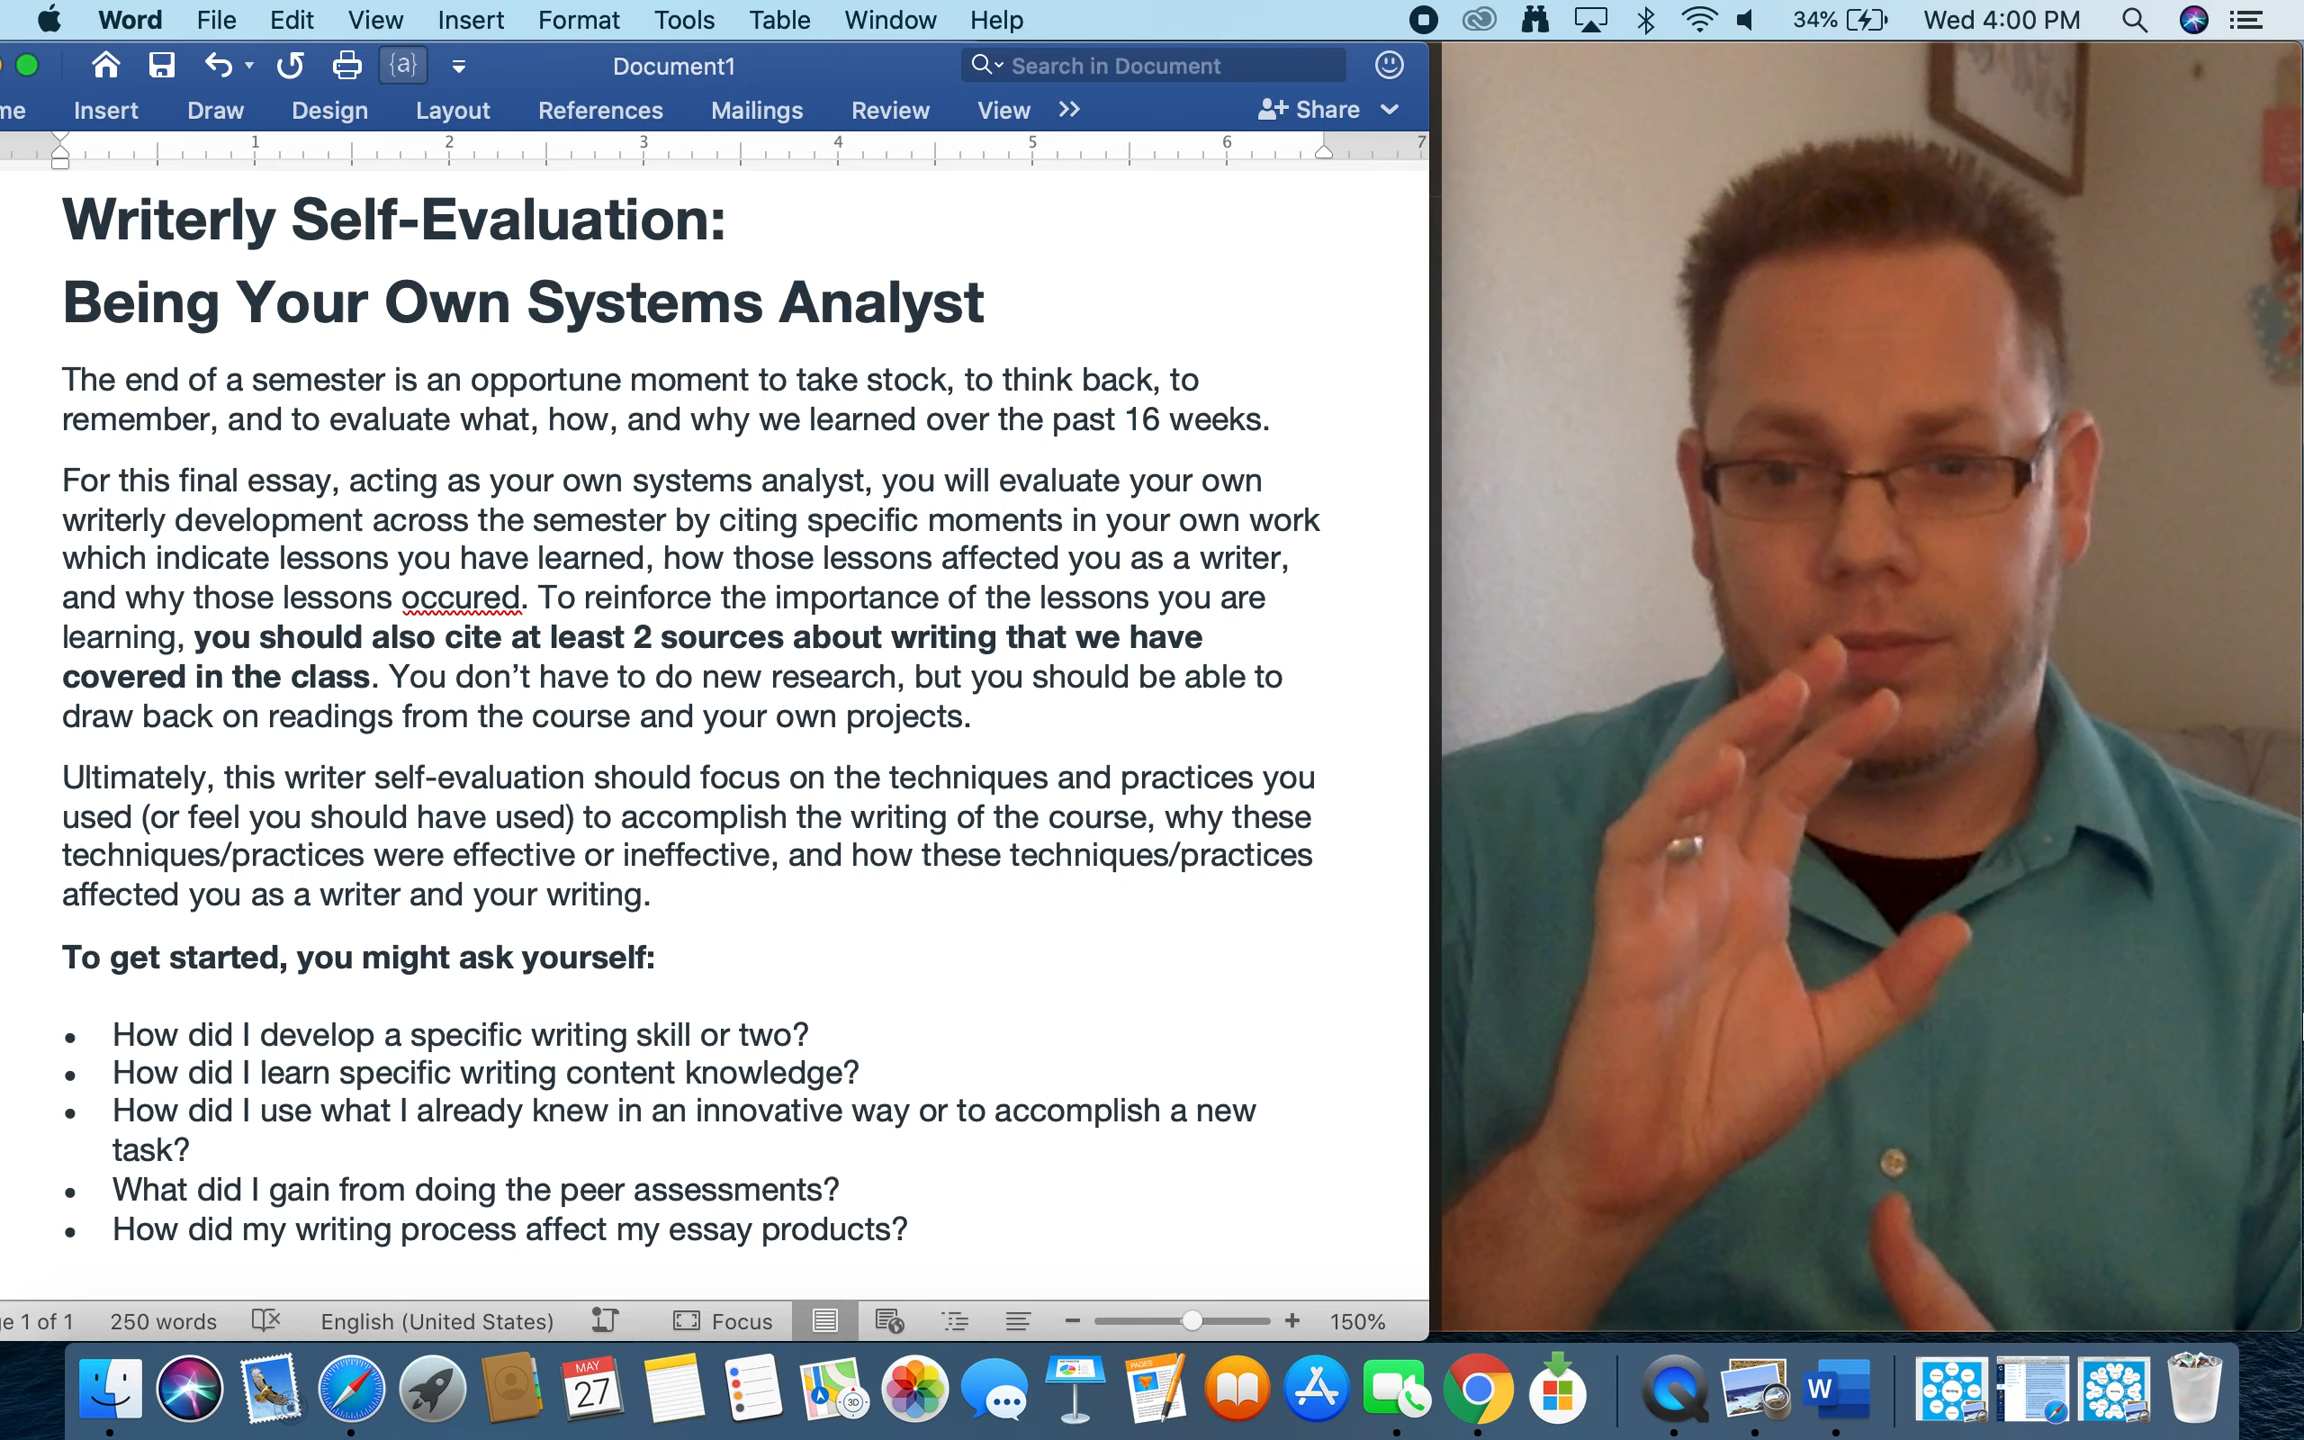 Word File Edit View Insert Format Tools Table Window Help 34% Wed 4:00 PM
{a} Document1 Search in Document
me Insert Draw Design Layout References Mailings Review View >> Share
1 2 3 4 5 6 7
Writerly Self-Evaluation:
Being Your Own Systems Analyst
The end of a semester is an opportune moment to take stock, to think back, to
remember, and to evaluate what, how, and why we learned over the past 16 weeks.
For this final essay, acting as your own systems analyst, you will evaluate your own
writerly development across the semester by citing specific moments in your own work
which indicate lessons you have learned, how those lessons affected you as a writer,
and why those lessons occured. To reinforce the importance of the lessons you are
learning, you should also cite at least 2 sources about writing that we have
covered in the class. You don’t have to do new research, but you should be able to
draw back on readings from the course and your own projects.
Ultimately, this writer self-evaluation should focus on the techniques and practices you
used (or feel you should have used) to accomplish the writing of the course, why these
techniques/practices were effective or ineffective, and how these techniques/practices
affected you as a writer and your writing.
To get started, you might ask yourself:
• How did I develop a specific writing skill or two?
• How did I learn specific writing content knowledge?
• How did I use what I already knew in an innovative way or to accomplish a new
task?
• What did I gain from doing the peer assessments?
• How did my writing process affect my essay products?
e 1 of 1 250 words English (United States) Focus 150%
MAY
27
3D
PAGES
W